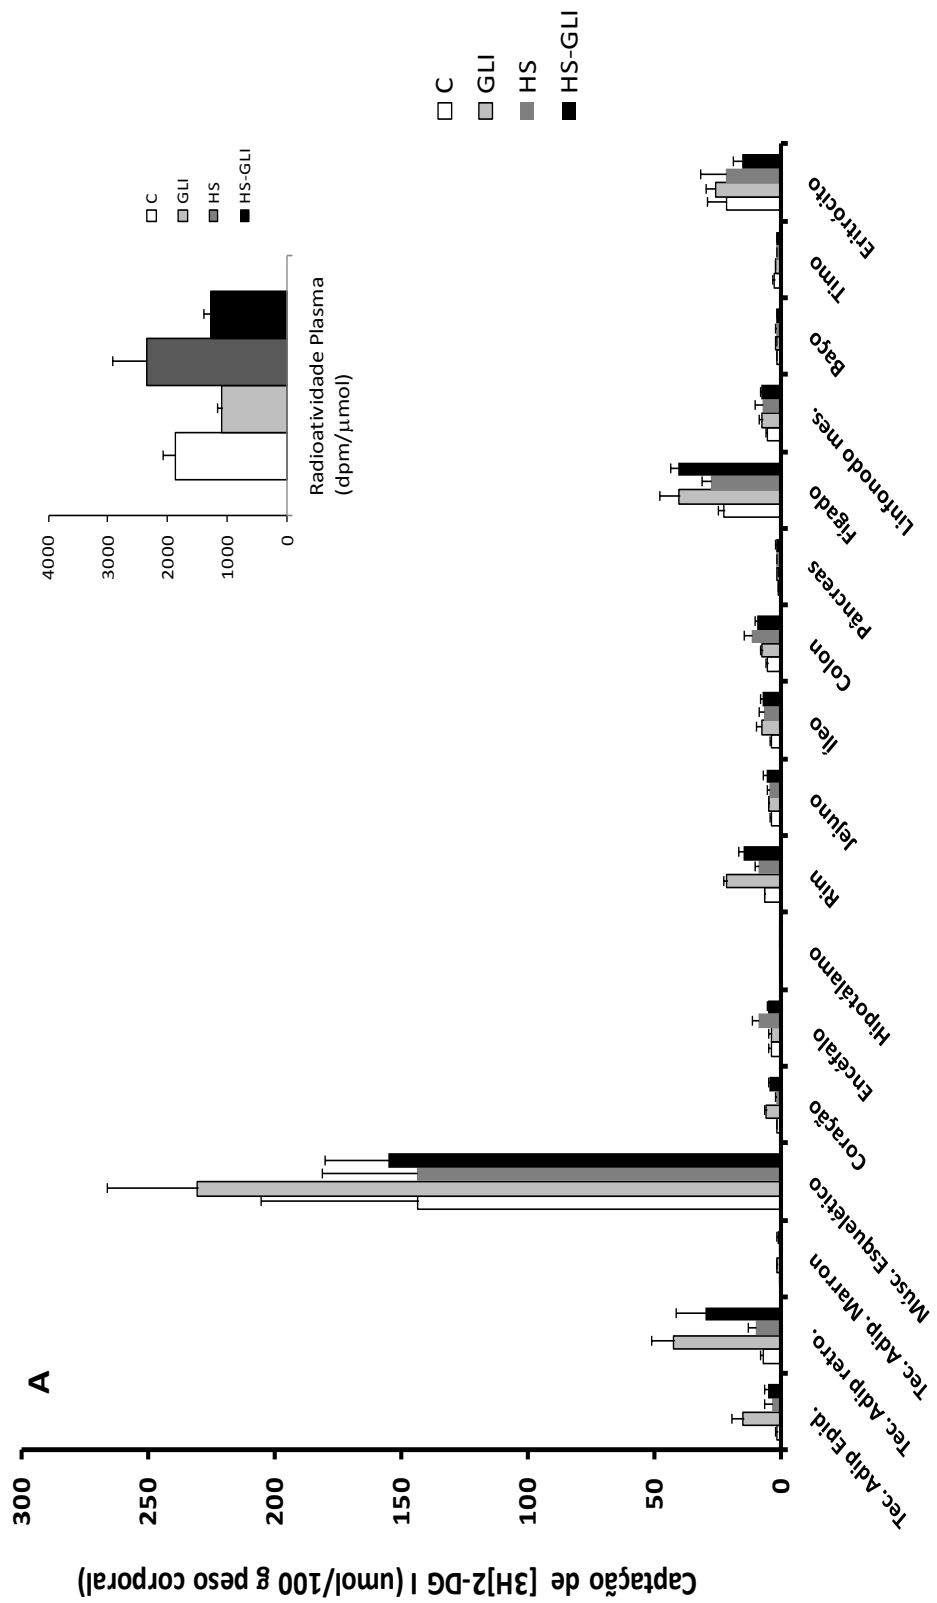 A
Captação de [3H]2-DG I (umol/100 g peso corporal)
300
250
200
150
100
50
0
Tec. Adip Epid.
Tec. Adip retro.
Tec. Adip. Marron
Músc. Esquelético
Coração
Encéfalo
Hipotálamo
Rim
Jejuno
Íleo
Colon
Pâncreas
Fígado
Linfonodo mes.
Baço
Timo
Eritrócito
C
GLI
HS
HS-GLI
4000
3000
2000
1000
0
Radioatividade Plasma
(dpm/µmol)
C
GLI
HS
HS-GLI